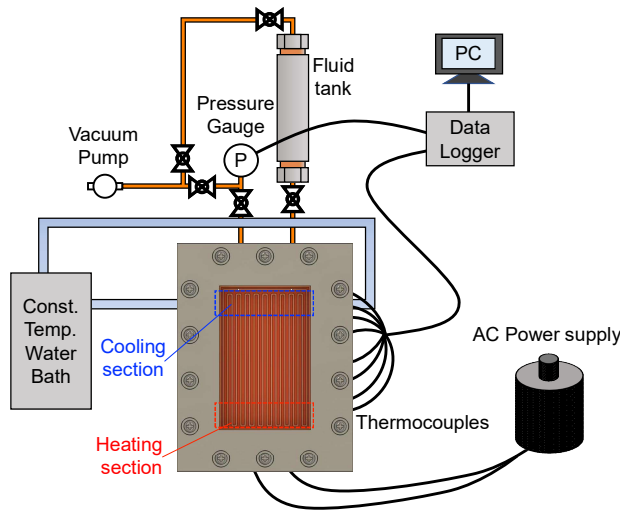 PC
Fluid
tank
Pressure
Gauge
Data
Logger
Vacuum
Pump
P
Const.
Temp.
Water
Bath
Cooling
section
AC Power supply
Thermocouples
Heating
section